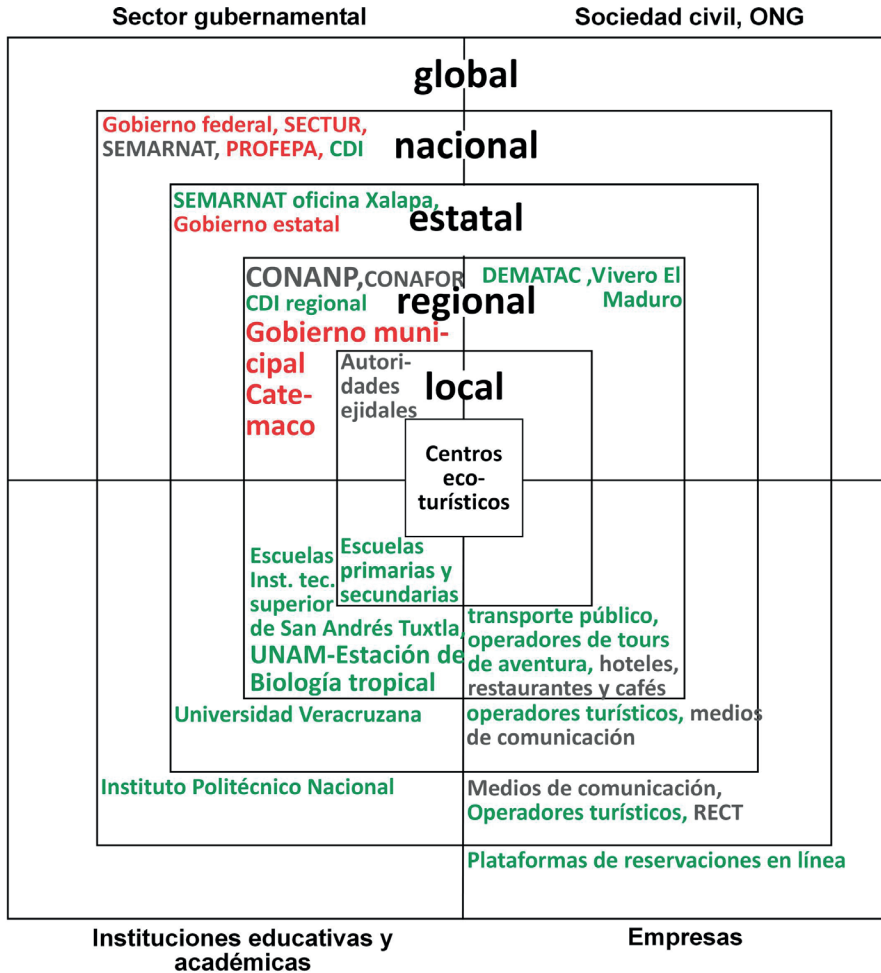 Sector gubernamental
Sociedad civil, ONG
global
Gobierno federal, SECTUR,
SEMARNAT, PROFEPA, CDI
nacional
SEMARNAT oficina Xalapa,
Gobierno estatal
estatal
CONANP, CONAFOR
CDI regional
Gobierno muni-
cipal
Cate-
maco
regional
DEMATAC ,Vivero El
Maduro
Autori-
dades
ejidales
local
Centros
eco-
turísticos
Escuelas
Inst. tec.
superior
de San Andrés Tuxtla,
UNAM-Estación de
Biología tropical
Escuelas
primarias y
secundarias
transporte público,
operadores de tours
de aventura, hoteles,
restaurantes y cafés
Universidad Veracruzana
operadores turísticos, medios
de comunicación
Instituto Politécnico Nacional
Medios de comunicación,
Operadores turísticos, RECT
Plataformas de reservaciones en línea
Instituciones educativas y
académicas
Empresas